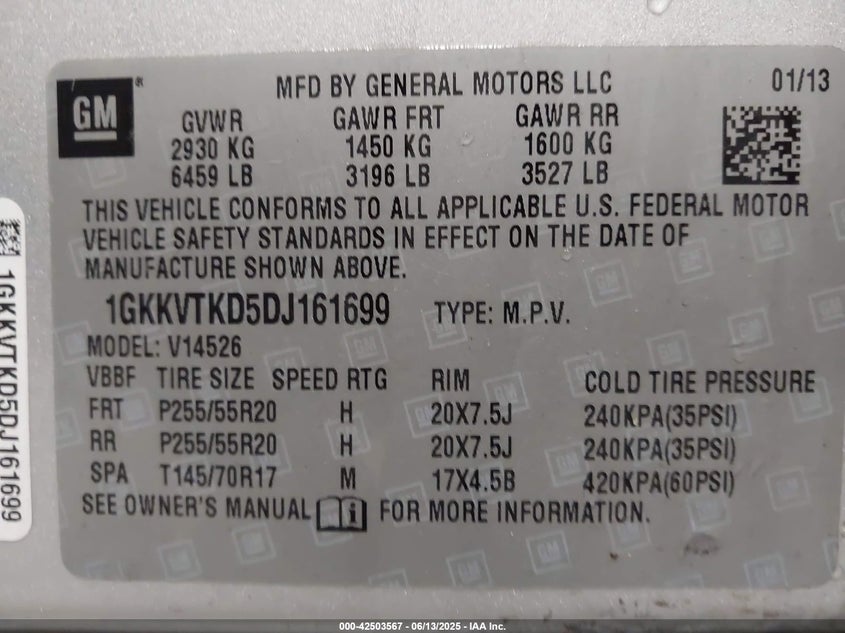 GM ®
MFD BY GENERAL MOTORS LLC 01/13
GVWR GAWR FRT GAWR RR
2930 KG 1450 KG 1600 KG
6459 LB 3196 LB 3527 LB
THIS VEHICLE CONFORMS TO ALL APPLICABLE U.S. FEDERAL MOTOR
VEHICLE SAFETY STANDARDS IN EFFECT ON THE DATE OF
MANUFACTURE SHOWN ABOVE.
1GKKVTKD5DJ161699 TYPE: M.P.V.
MODEL: V14526
VBBF TIRE SIZE SPEED RTG RIM COLD TIRE PRESSURE
FRT P255/55R20 H 20X7.5J 240KPA(35PSI)
RR P255/55R20 H 20X7.5J 240KPA(35PSI)
SPA T145/70R17 M 17X4.5B 420KPA(60PSI)
SEE OWNER'S MANUAL i FOR MORE INFORMATION.
1GKKVTKD5DJ161699
000-42503567 - 06/13/2025 - IAA Inc.